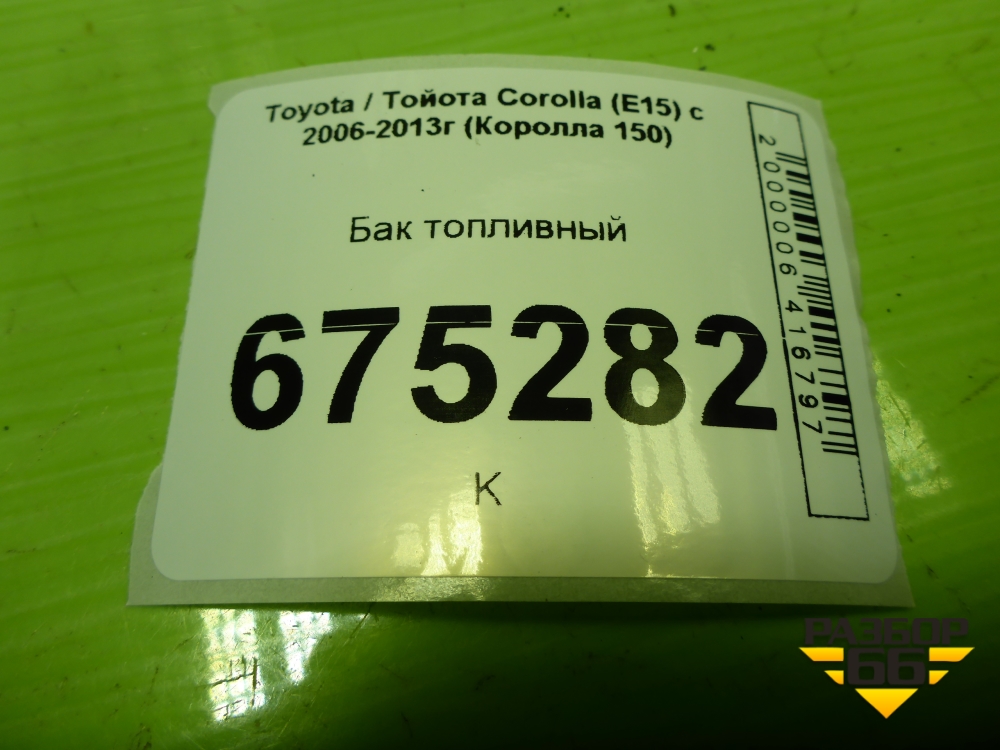 Toyota / Тойота Corolla (E15) с
2006-2013г (Королла 150)
Бак топливный
675282
К
2000006416797
РАЗБОР
66